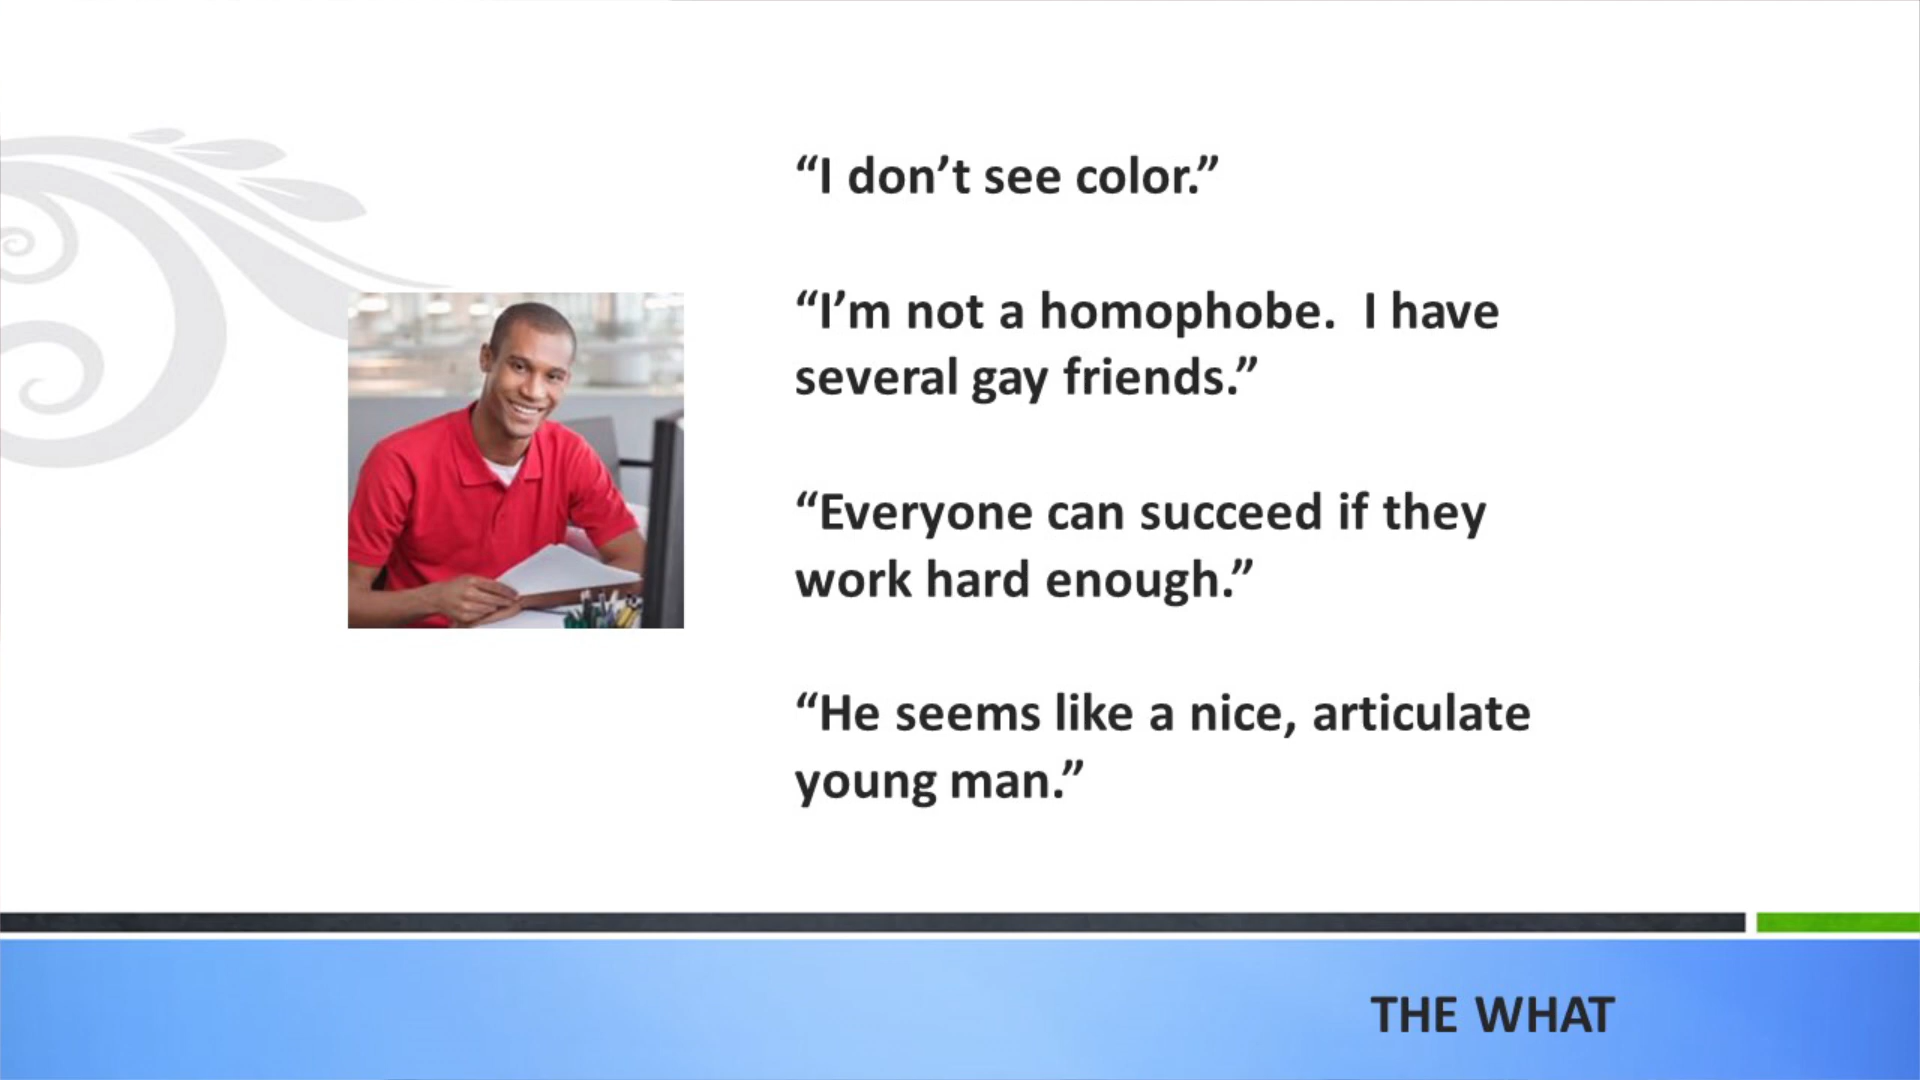 “I don’t see color.”
“I’m not a homophobe.  I have
several gay friends.”
“Everyone can succeed if they
work hard enough.”
“He seems like a nice, articulate
young man.”
THE WHAT